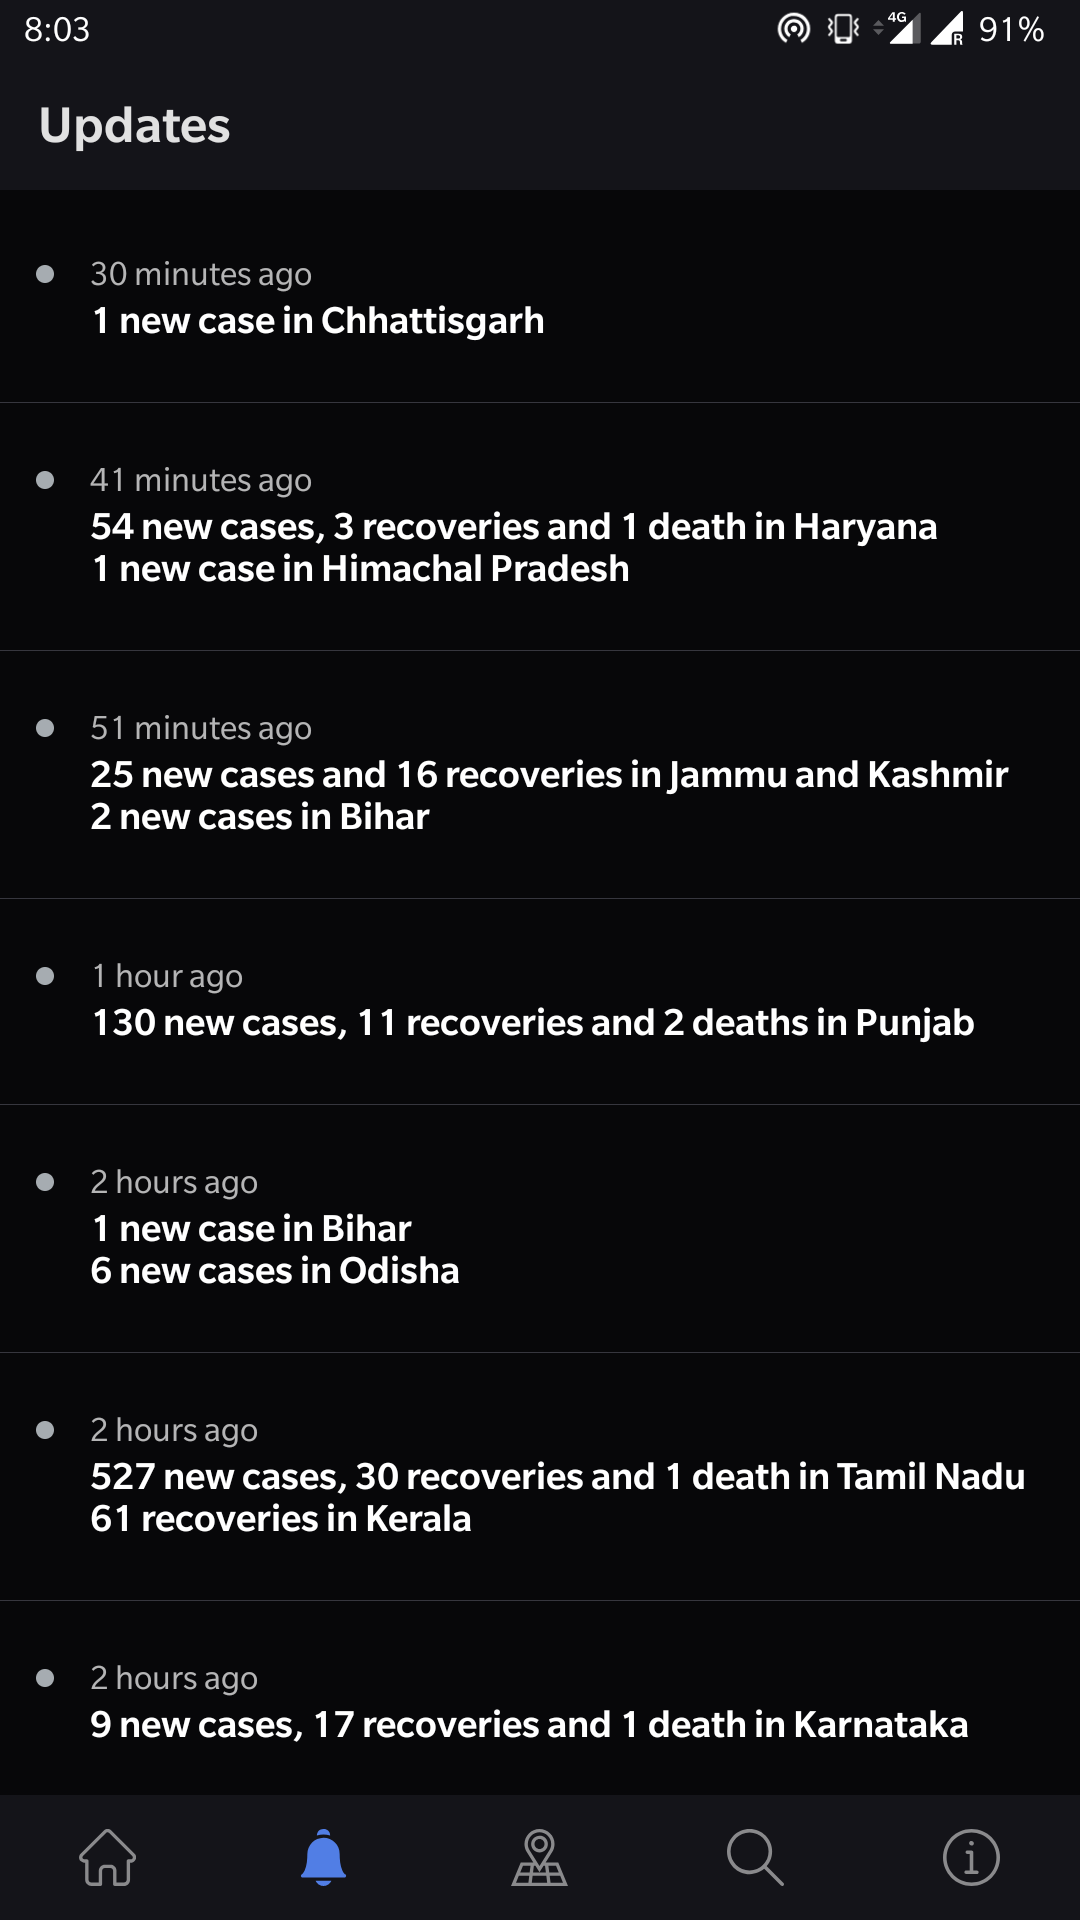 8:03
4G
R
91%
Updates
30 minutes ago
1 new case in Chhattisgarh
41 minutes ago
54 new cases, 3 recoveries and 1 death in Haryana
1 new case in Himachal Pradesh
51 minutes ago
25 new cases and 16 recoveries in Jammu and Kashmir
2 new cases in Bihar
1 hour ago
130 new cases, 11 recoveries and 2 deaths in Punjab
2 hours ago
1 new case in Bihar
6 new cases in Odisha
2 hours ago
527 new cases, 30 recoveries and 1 death in Tamil Nadu
61 recoveries in Kerala
2 hours ago
9 new cases, 17 recoveries and 1 death in Karnataka